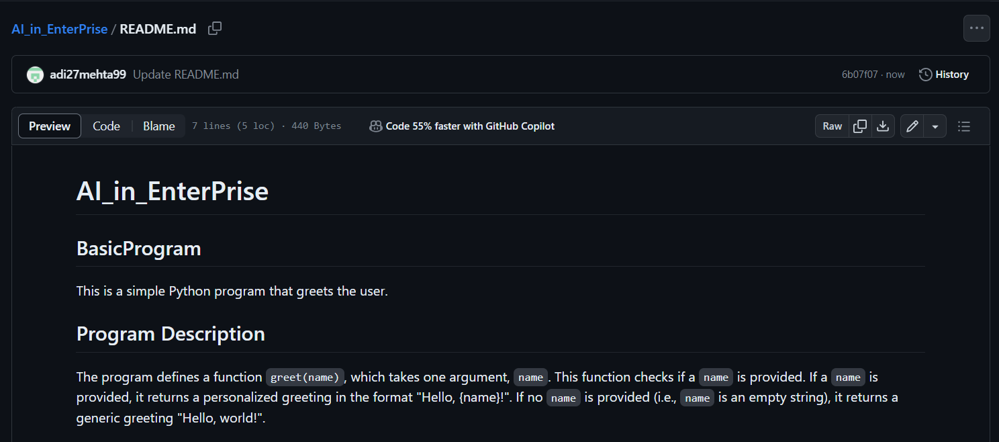 AI_in_EnterPrise / README.md
adi27mehta99 Update README.md 6b07f07 · now History
Preview Code Blame 7 lines (5 loc) · 440 Bytes Code 55% faster with GitHub Copilot Raw
AI_in_EnterPrise
BasicProgram
This is a simple Python program that greets the user.
Program Description
The program defines a function greet(name), which takes one argument, name. This function checks if a name is provided. If a name is
provided, it returns a personalized greeting in the format "Hello, {name}!". If no name is provided (i.e., name is an empty string), it returns a
generic greeting "Hello, world!".